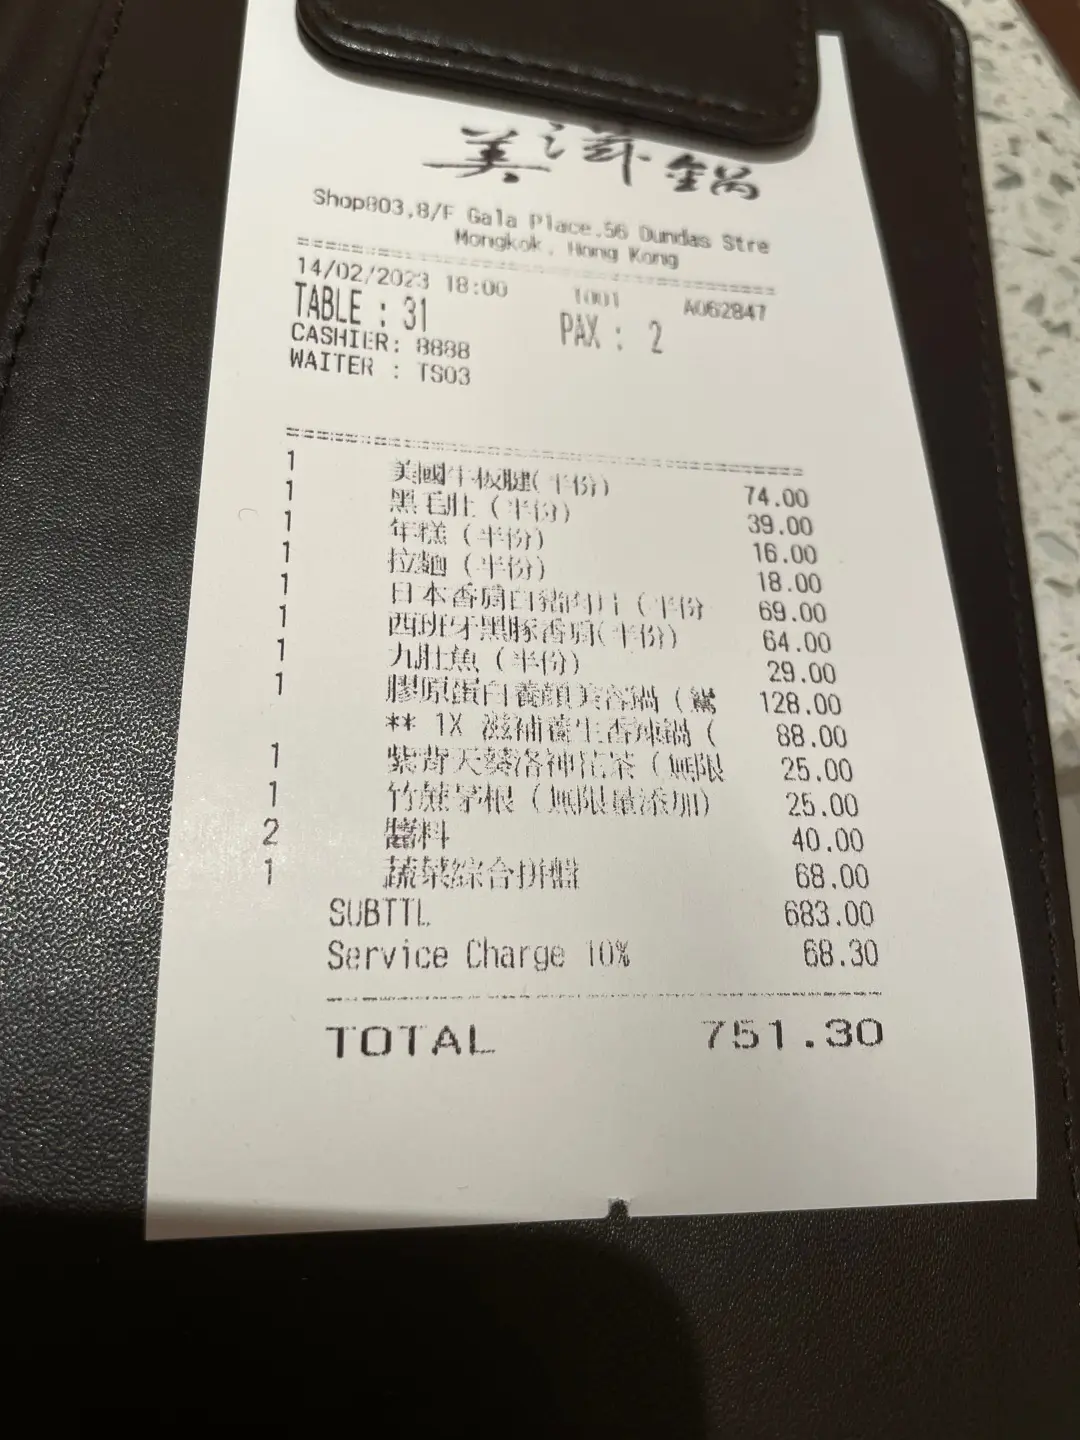 美滋鍋
Shop803,8/F Gala Place.56 Dundas Stre
Mongkok. Hong Kong
14/02/2023 18:00 1001 A062847
TABLE : 31 PAX : 2
CASHIER: 8888
WAITER : TS03
1 美國牛板腱(半份) 74.00
1 黑毛肚(半份) 39.00
1 年糕(半份) 16.00
1 拉麵(半份) 18.00
1 日本香肩白豬肉片(半份 69.00
1 西班牙黑豚香肩(半份) 64.00
1 九肚魚(半份) 29.00
1 膠原蛋白養顏美容鍋(鴛 128.00
** 1X 滋補養生香辣鍋( 88.00
1 紫背天葵洛神花茶(無限 25.00
1 竹蔗茅根(無限量添加) 25.00
2 醬料 40.00
1 蔬菜綜合拼盤 68.00
SUBTTL 683.00
Service Charge 10% 68.30
TOTAL 751.30